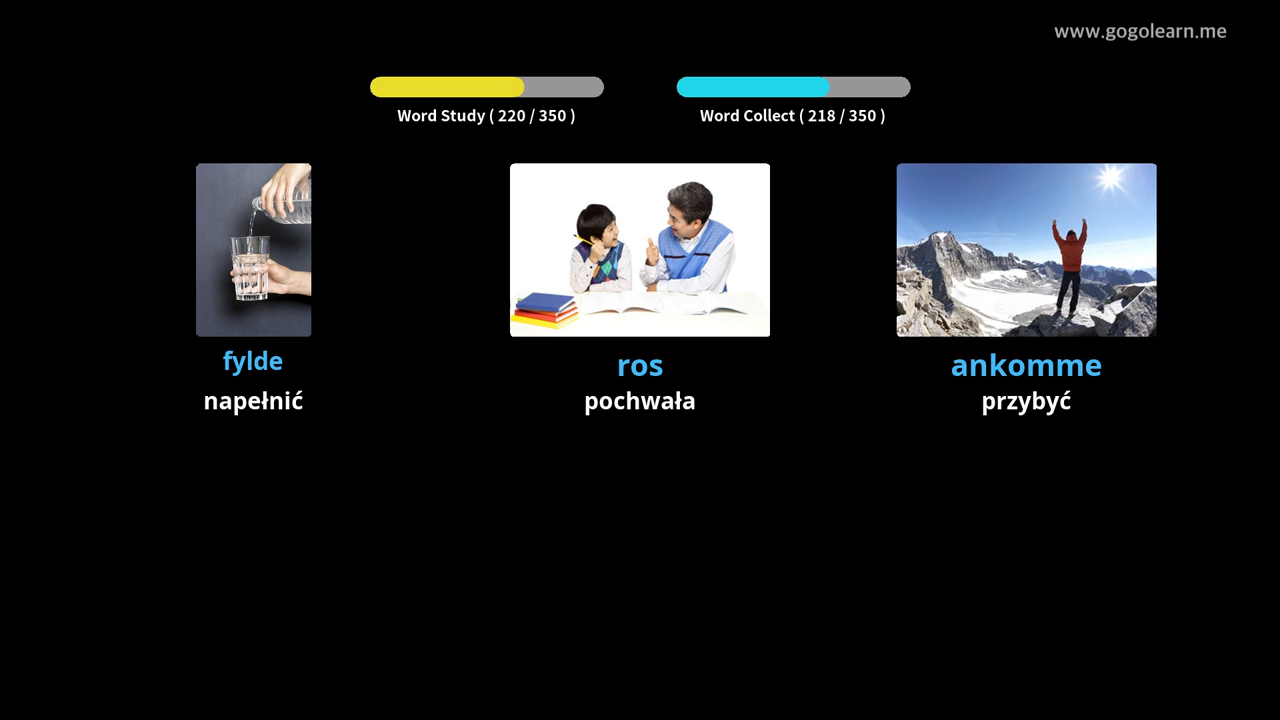 www.gogolearn.me
Word Study ( 220 / 350 )
Word Collect ( 218 / 350 )
fylde
napełnić
ros
pochwała
ankomme
przybyć